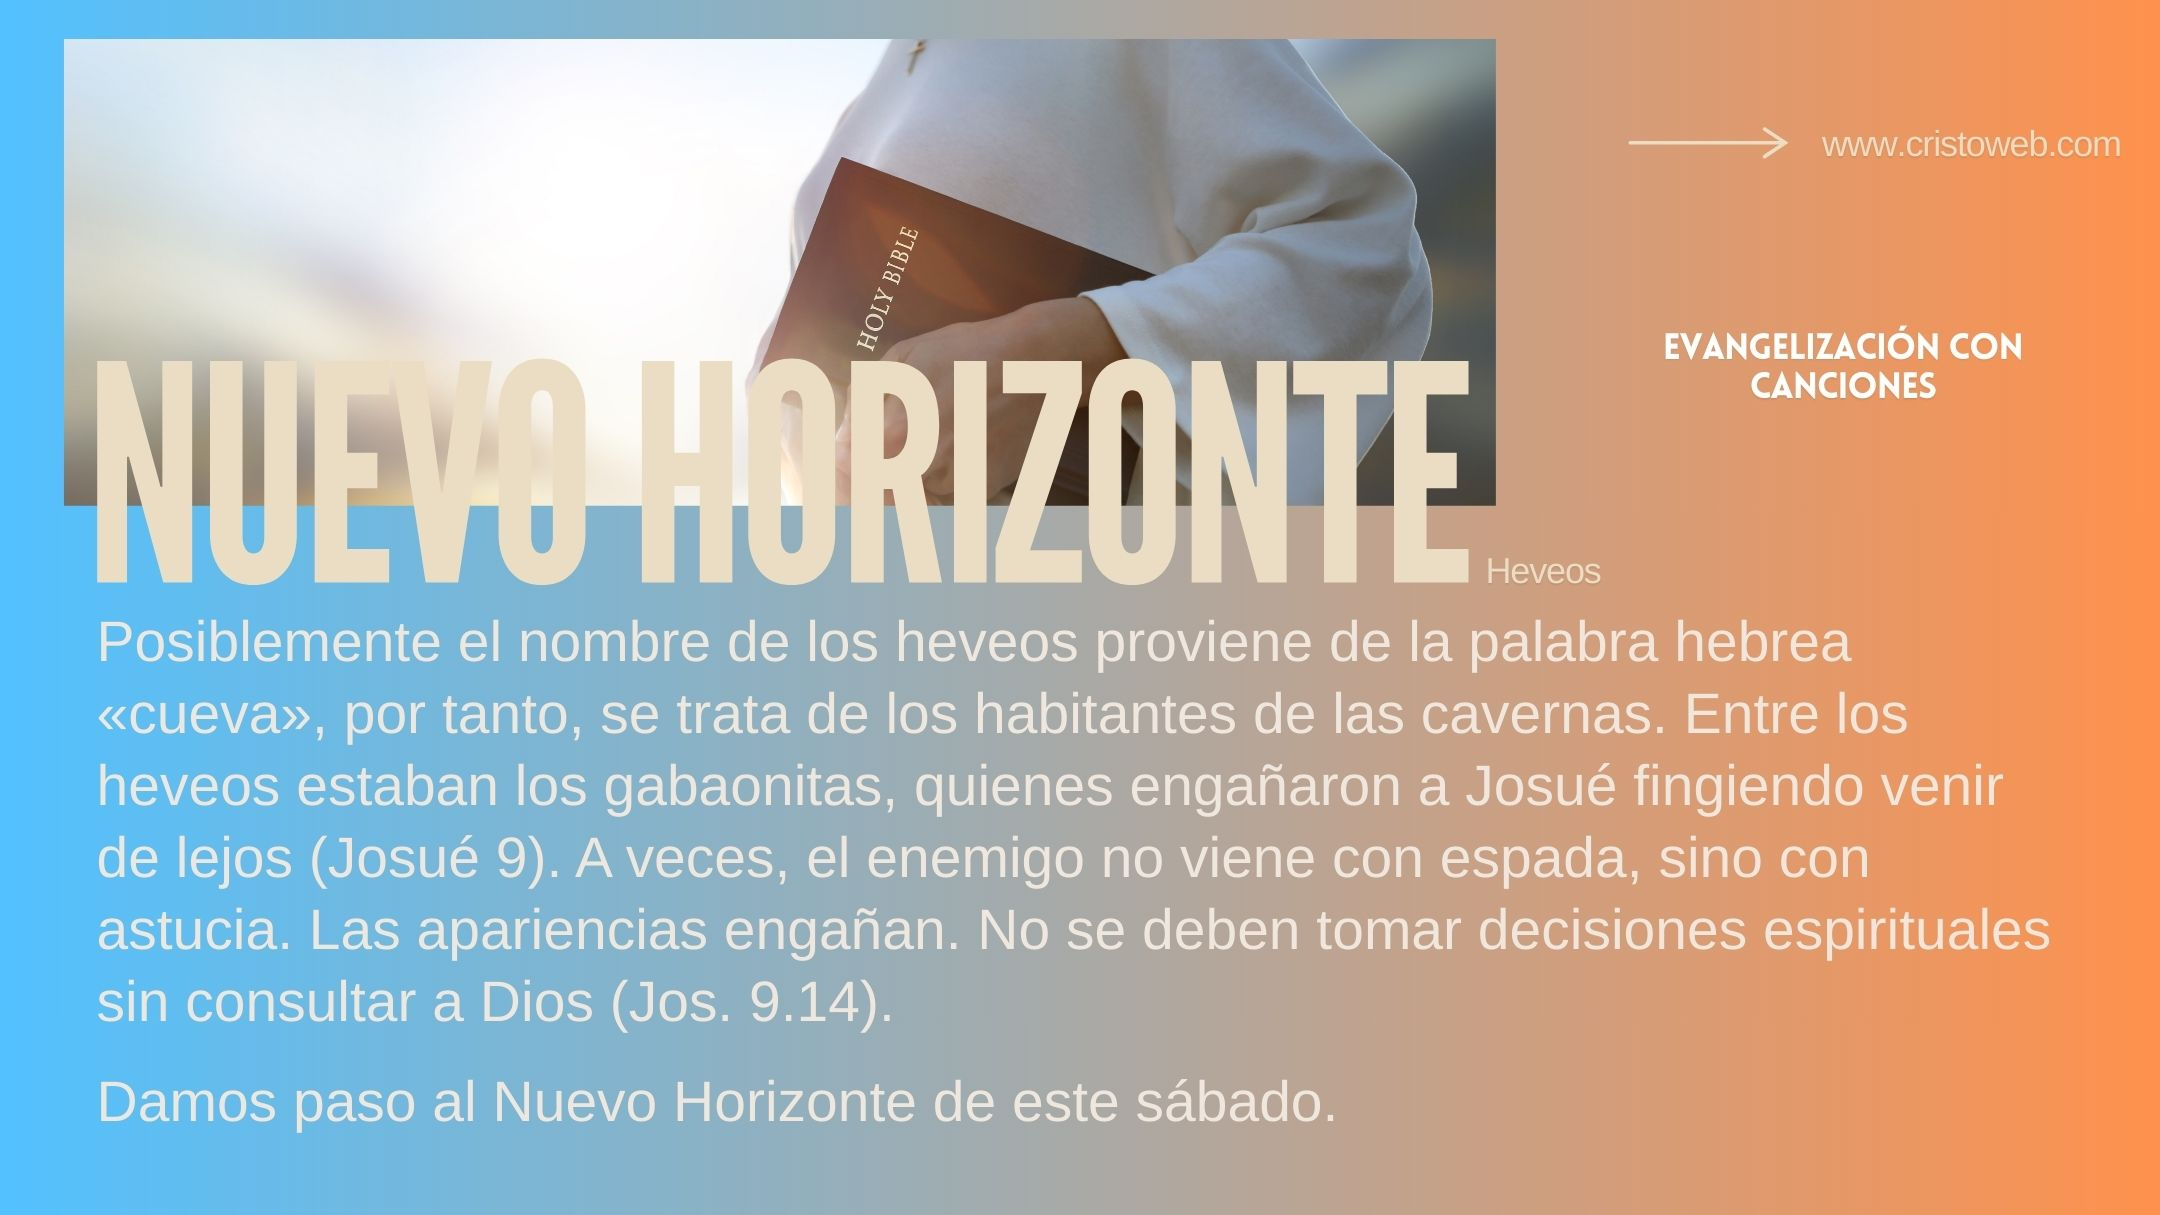 www.cristoweb.com
HOLY BIBLE
EVANGELIZACIÓN CON
CANCIONES
NUEVO HORIZONTE
Heveos
Posiblemente el nombre de los heveos proviene de la palabra hebrea
«cueva», por tanto, se trata de los habitantes de las cavernas. Entre los
heveos estaban los gabaonitas, quienes engañaron a Josué fingiendo venir
de lejos (Josué 9). A veces, el enemigo no viene con espada, sino con
astucia. Las apariencias engañan. No se deben tomar decisiones espirituales
sin consultar a Dios (Jos. 9.14).
Damos paso al Nuevo Horizonte de este sábado.